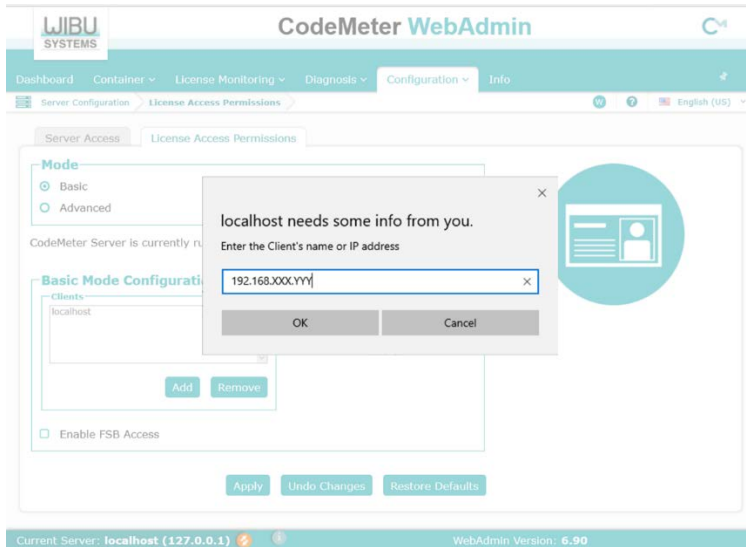 WIBU
SYSTEMS
CodeMeter WebAdmin
Dashboard Container License Monitoring Diagnosis Configuration Info
Server Configuration License Access Permissions W ? English (US)
Server Access License Access Permissions
Mode
Basic
Advanced
CodeMeter Server is currently ru
localhost needs some info from you.
Enter the Client's name or IP address
192.168.XXX.YYY
OK Cancel
Basic Mode Configurati
Clients
localhost
Add Remove
Enable FSB Access
Apply Undo Changes Restore Defaults
Current Server: localhost (127.0.0.1) WebAdmin Version: 6.90